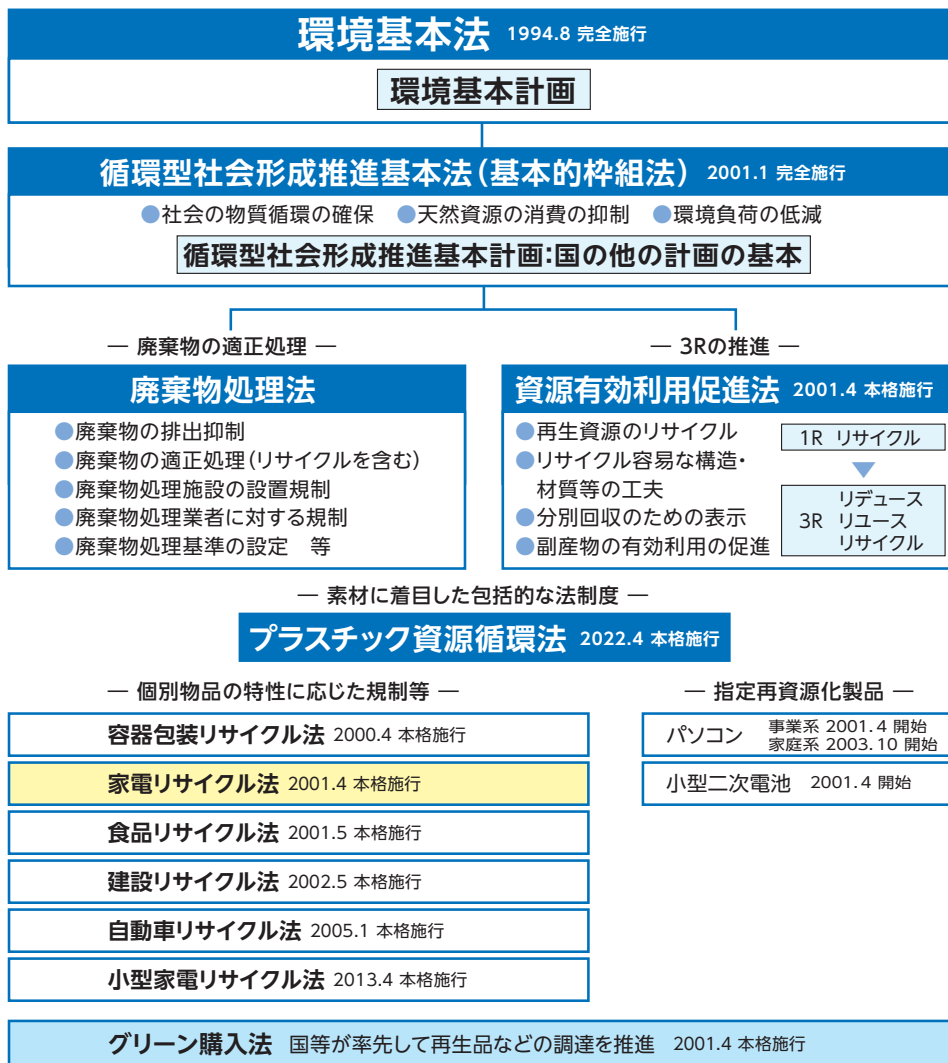 環境基本法 1994.8 完全施行
環境基本計画
循環型社会形成推進基本法(基本的枠組法) 2001.1 完全施行
●社会の物質循環の確保 ●天然資源の消費の抑制 ●環境負荷の低減
循環型社会形成推進基本計画:国の他の計画の基本
― 廃棄物の適正処理 ―
廃棄物処理法
●廃棄物の排出抑制
●廃棄物の適正処理(リサイクルを含む)
●廃棄物処理施設の設置規制
●廃棄物処理業者に対する規制
●廃棄物処理基準の設定 等
― 3Rの推進 ―
資源有効利用促進法 2001.4 本格施行
●再生資源のリサイクル
●リサイクル容易な構造・
材質等の工夫
●分別回収のための表示
●副産物の有効利用の促進
1R リサイクル
リデュース
3R リユース
リサイクル
― 素材に着目した包括的な法制度 ―
プラスチック資源循環法 2022.4 本格施行
― 個別物品の特性に応じた規制等 ―
容器包装リサイクル法 2000.4 本格施行
家電リサイクル法 2001.4 本格施行
食品リサイクル法 2001.5 本格施行
建設リサイクル法 2002.5 本格施行
自動車リサイクル法 2005.1 本格施行
小型家電リサイクル法 2013.4 本格施行
― 指定再資源化製品 ―
パソコン 事業系 2001.4 開始
家庭系 2003.10 開始
小型二次電池 2001.4 開始
グリーン購入法 国等が率先して再生品などの調達を推進 2001.4 本格施行